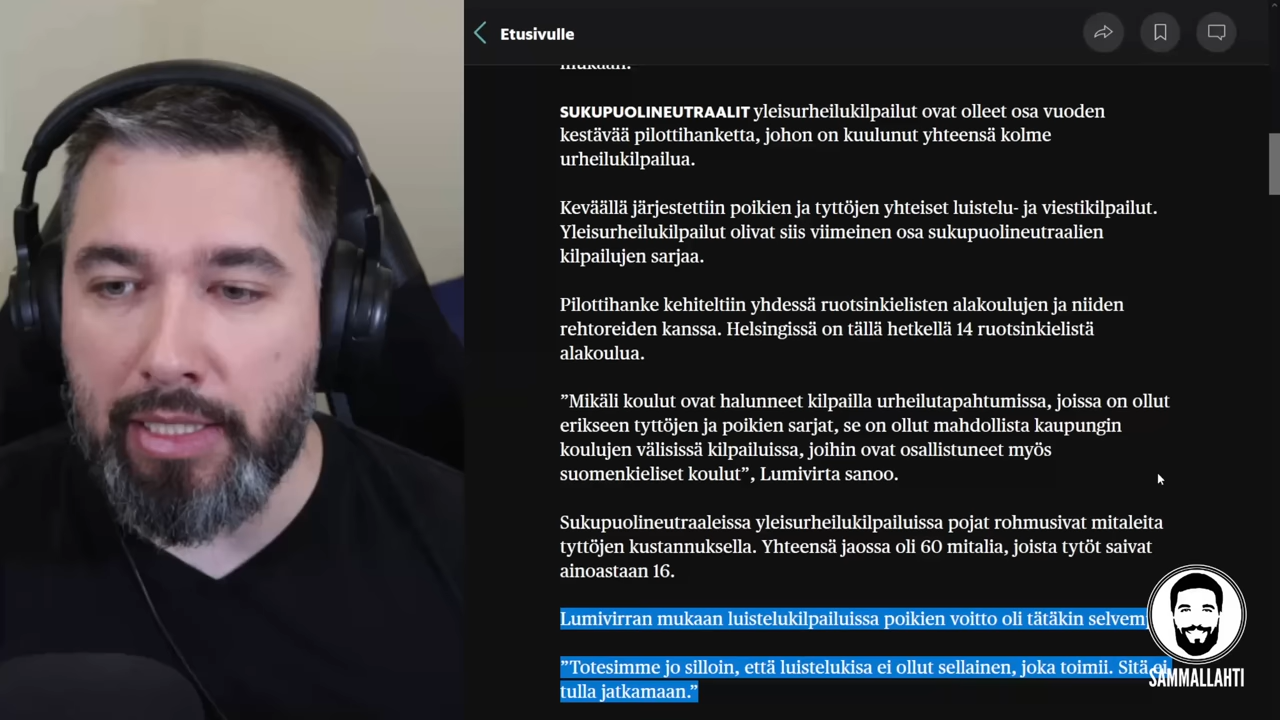 Etusivulle
mukaan.
SUKUPUOLINEUTRAALIT yleisurheilukilpailut ovat olleet osa vuoden
kestävää pilottihanketta, johon on kuulunut yhteensä kolme
urheilukilpailua.
Keväällä järjestettiin poikien ja tyttöjen yhteiset luistelu- ja viestikilpailut.
Yleisurheilukilpailut olivat siis viimeinen osa sukupuolineutraalien
kilpailujen sarjaa.
Pilottihanke kehiteltiin yhdessä ruotsinkielisten alakoulujen ja niiden
rehtoreiden kanssa. Helsingissä on tällä hetkellä 14 ruotsinkielistä
alakoulua.
”Mikäli koulut ovat halunneet kilpailla urheilutapahtumissa, joissa on ollut
erikseen tyttöjen ja poikien sarjat, se on ollut mahdollista kaupungin
koulujen välisissä kilpailuissa, joihin ovat osallistuneet myös
suomenkieliset koulut”, Lumivirta sanoo.
Sukupuolineutraaleissa yleisurheilukilpailuissa pojat rohmusivat mitaleita
tyttöjen kustannuksella. Yhteensä jaossa oli 60 mitalia, joista tytöt saivat
ainoastaan 16.
Lumivirran mukaan luistelukilpailuissa poikien voitto oli tätäkin
”Totesimme jo silloin, että luistelukisa ei ollut sellainen, joka toimii. Sitä ei
tulla jatkamaan.”
SAMMALLAHTI